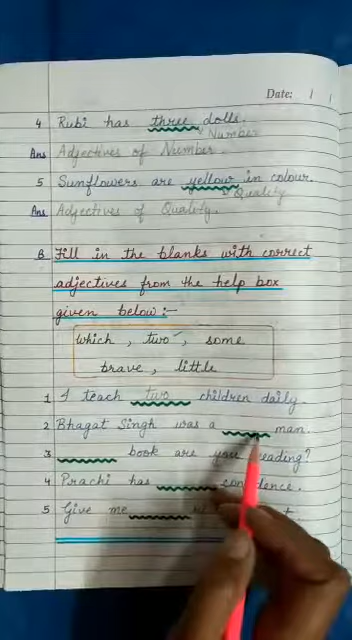 Date: 1 1
4 Rubi has three dolls.
Number
Ans Adjectives of Number.
5 Sunflowers are yellow in colour.
Quality
Ans Adjectives of Quality.
B Fill in the blanks with correct
adjectives from the help box
given below :-
which, two, some
brave, little
1 I teach two children daily.
2 Bhagat Singh was a man.
3 book are you reading?
4 Prachi has confidence.
5 Give me